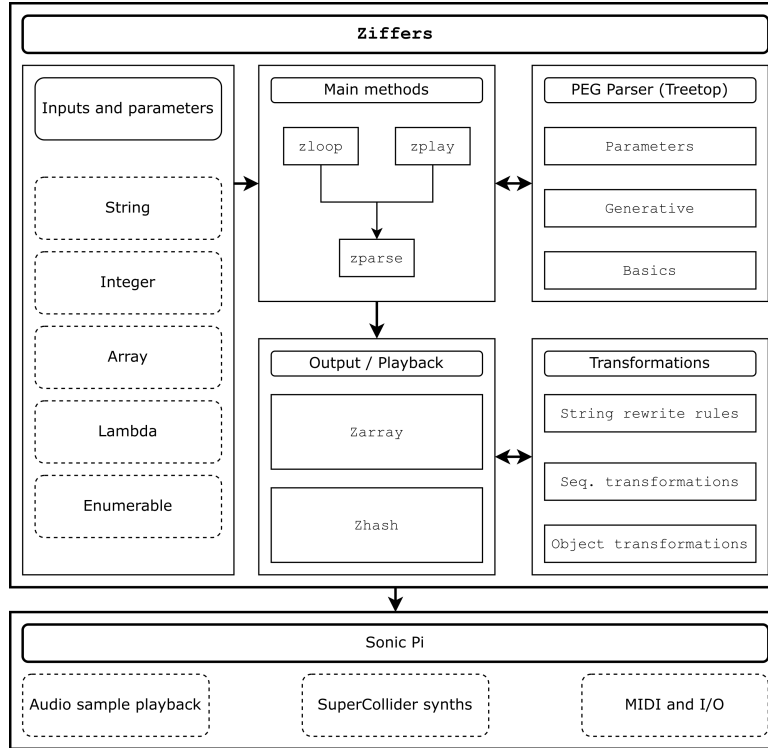 Ziffers
Inputs and parameters
String
Integer
Array
Lambda
Enumerable
Main methods
zloop
zplay
zparse
PEG Parser (Treetop)
Parameters
Generative
Basics
Output / Playback
Zarray
Zhash
Transformations
String rewrite rules
Seq. transformations
Object transformations
Sonic Pi
Audio sample playback
SuperCollider synths
MIDI and I/O